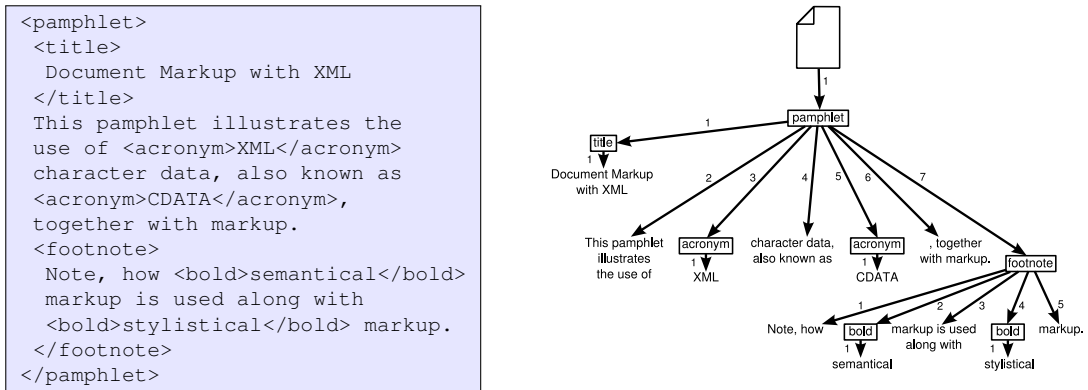 <pamphlet>
<title>
Document Markup with XML
</title>
This pamphlet illustrates the
use of <acronym>XML</acronym>
character data, also known as
<acronym>CDATA</acronym>,
together with markup.
<footnote>
Note, how <bold>semantical</bold>
markup is used along with
<bold>stylistical</bold> markup.
</footnote>
</pamphlet>
1
pamphlet
1
title
1
Document Markup
with XML
2
3
4
5
6
7
This pamphlet
illustrates
the use of
acronym
1
XML
character data,
also known as
acronym
1
CDATA
, together
with markup.
footnote
1
2
3
4
5
Note, how
bold
1
semantical
markup is used
along with
bold
1
stylistical
markup.